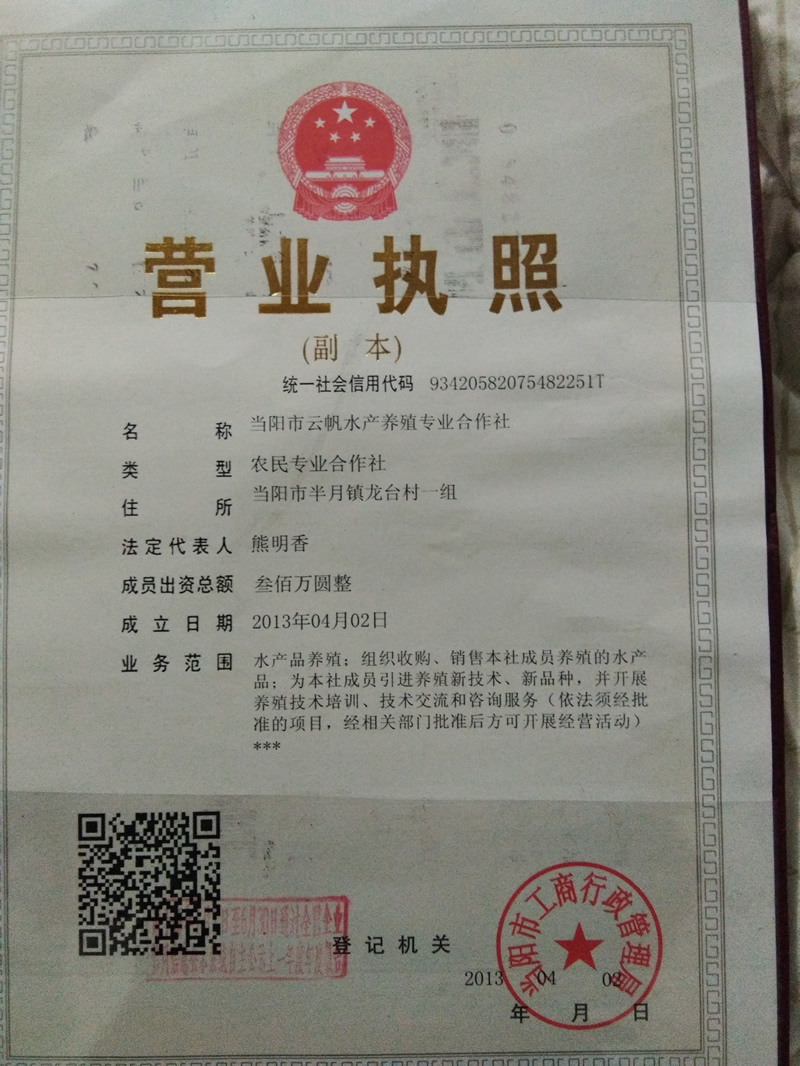 营业执照
(副 本)
统一社会信用代码 93420582075482251T
名 称 当阳市云帆水产养殖专业合作社
类 型 农民专业合作社
住 所 当阳市半月镇龙台村一组
法定代表人 熊明香
成员出资总额 叁佰万圆整
成立日期 2013年04月02日
业务范围 水产品养殖；组织收购、销售本社成员养殖的水产
品；为本社成员引进养殖新技术、新品种，并开展
养殖技术培训、技术交流和咨询服务（依法须经批
准的项目，经相关部门批准后方可开展经营活动）
***
登记机关
当阳市工商行政管理局
2013 04 02
年 月 日